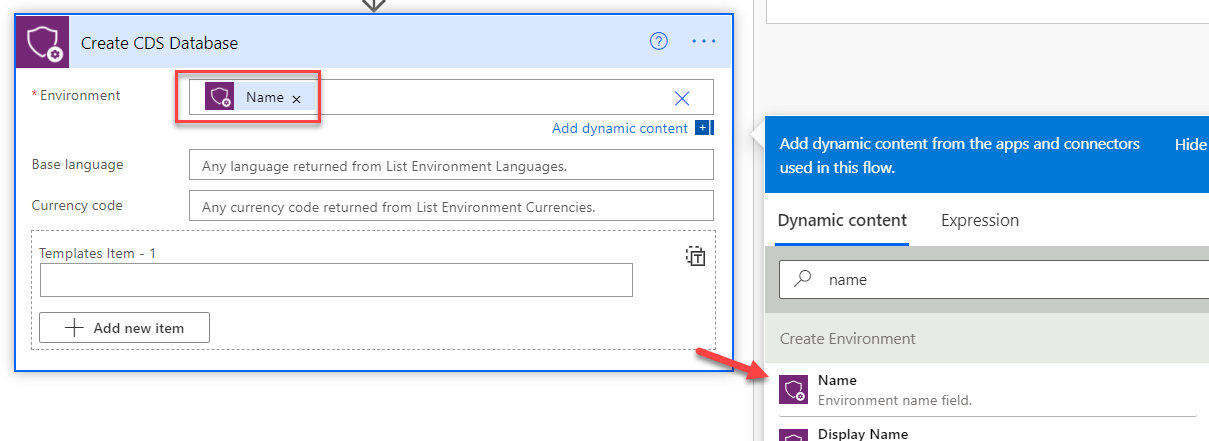 Create CDS Database
* Environment
Name ×
Add dynamic content
Base language
Any language returned from List Environment Languages.
Currency code
Any currency code returned from List Environment Currencies.
Templates Item - 1
Add new item
Add dynamic content from the apps and connectors
used in this flow.
Hide
Dynamic content
Expression
name
Create Environment
Name
Environment name field.
Display Name